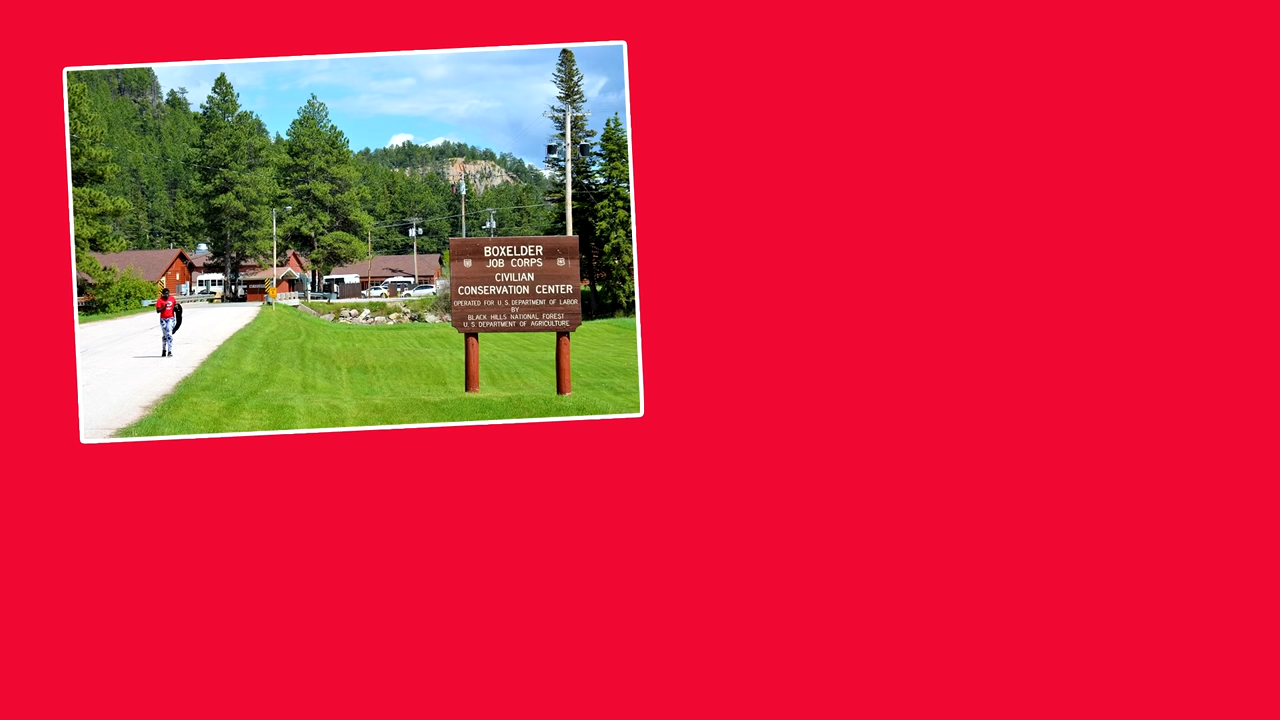 BOXELDER
JOB CORPS
CIVILIAN
CONSERVATION CENTER
OPERATED FOR U.S. DEPARTMENT OF LABOR
BY
BLACK HILLS NATIONAL FOREST
U.S. DEPARTMENT OF AGRICULTURE